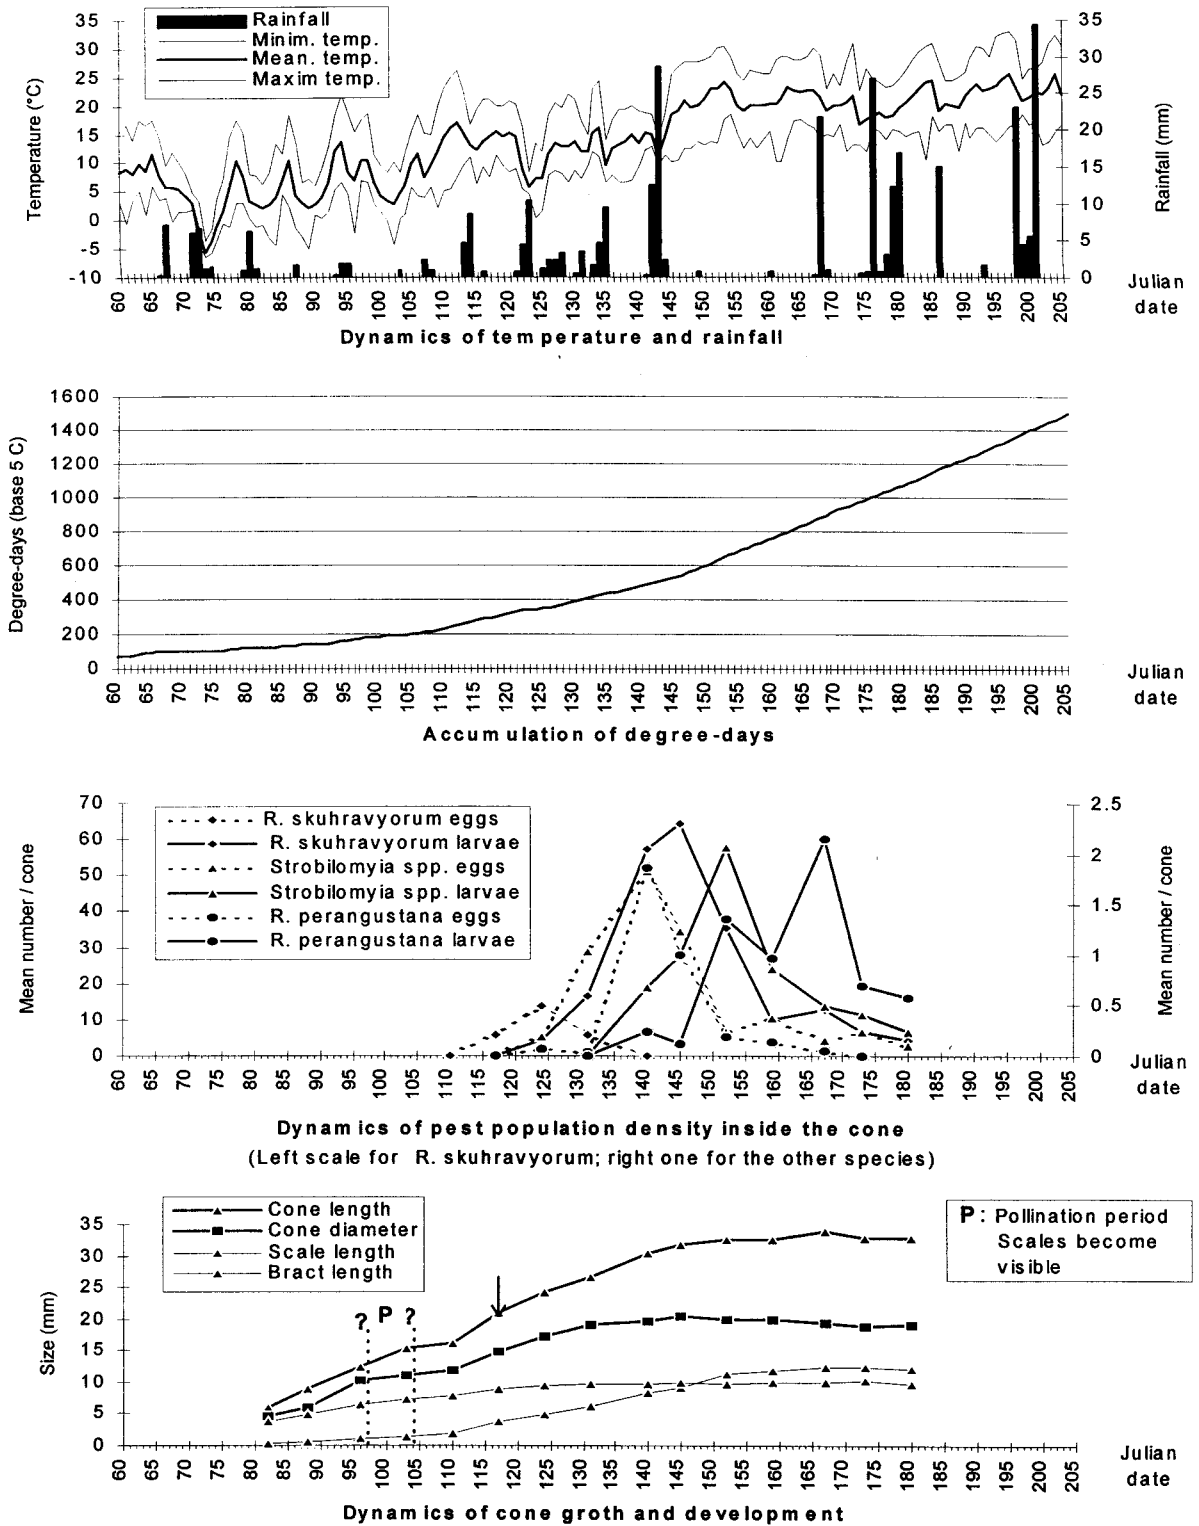 Rainfall
Minim. temp.
Mean. temp.
Maxim temp.
Temperature (°C)
35
30
25
20
15
10
5
0
-5
-10
35
30
25
20
15
10
5
0
Rainfall (mm)
60 65 70 75 80 85 90 95 100 105 110 115 120 125 130 135 140 145 150 155 160 165 170 175 180 185 190 195 200 205
Julian
date
Dynamics of temperature and rainfall
Degree-days (base 5 C)
1600
1400
1200
1000
800
600
400
200
0
60 65 70 75 80 85 90 95 100 105 110 115 120 125 130 135 140 145 150 155 160 165 170 175 180 185 190 195 200 205
Julian
date
Accumulation of degree-days
Mean number / cone
70
60
50
40
30
20
10
0
R. skuhravyorum eggs
R. skuhravyorum larvae
Strobilomyia spp. eggs
Strobilomyia spp. larvae
R. perangustana eggs
R. perangustana larvae
2.5
2
1.5
1
0.5
0
Mean number / cone
60 65 70 75 80 85 90 95 100 105 110 115 120 125 130 135 140 145 150 155 160 165 170 175 180 185 190 195 200 205
Julian
date
Dynamics of pest population density inside the cone
(Left scale for R. skuhravyorum; right one for the other species)
Cone length
Cone diameter
Scale length
Bract length
P: Pollination period
Scales become
visible
Size (mm)
35
30
25
20
15
10
5
0
? P ?
60 65 70 75 80 85 90 95 100 105 110 115 120 125 130 135 140 145 150 155 160 165 170 175 180 185 190 195 200 205
Julian
date
Dynamics of cone groth and development